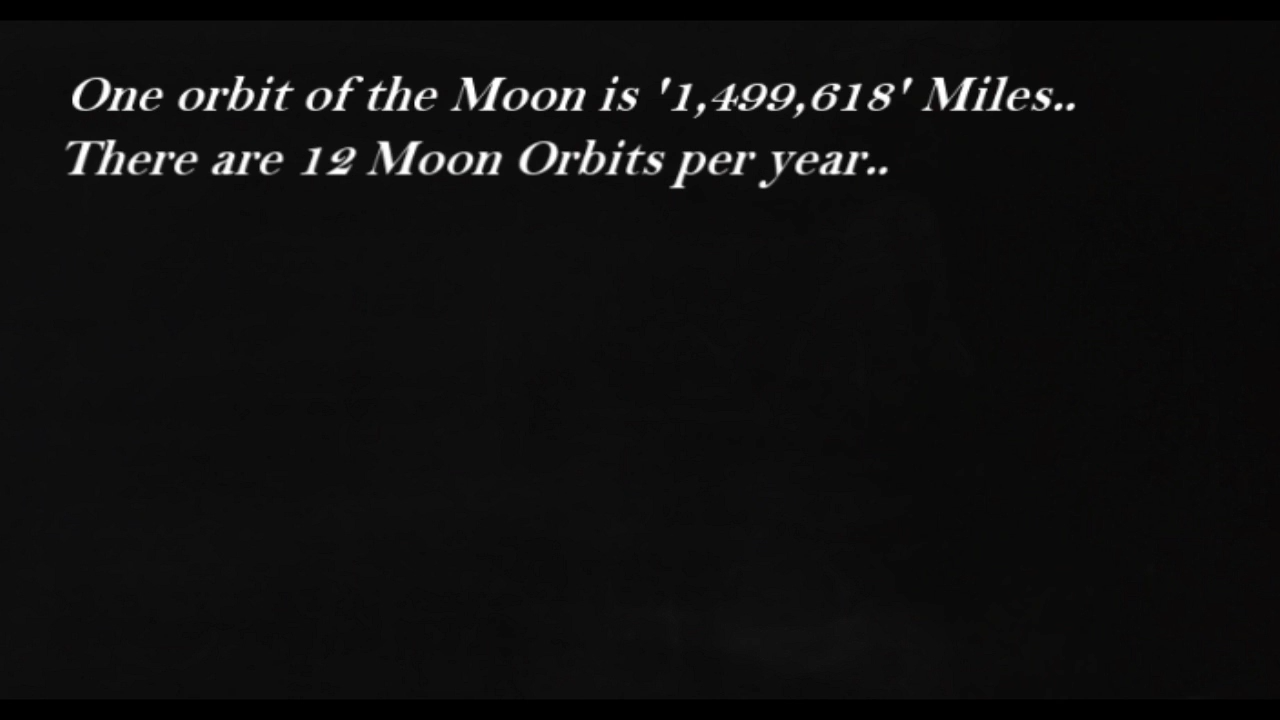 One orbit of the Moon is '1,499,618' Miles..
There are 12 Moon Orbits per year..